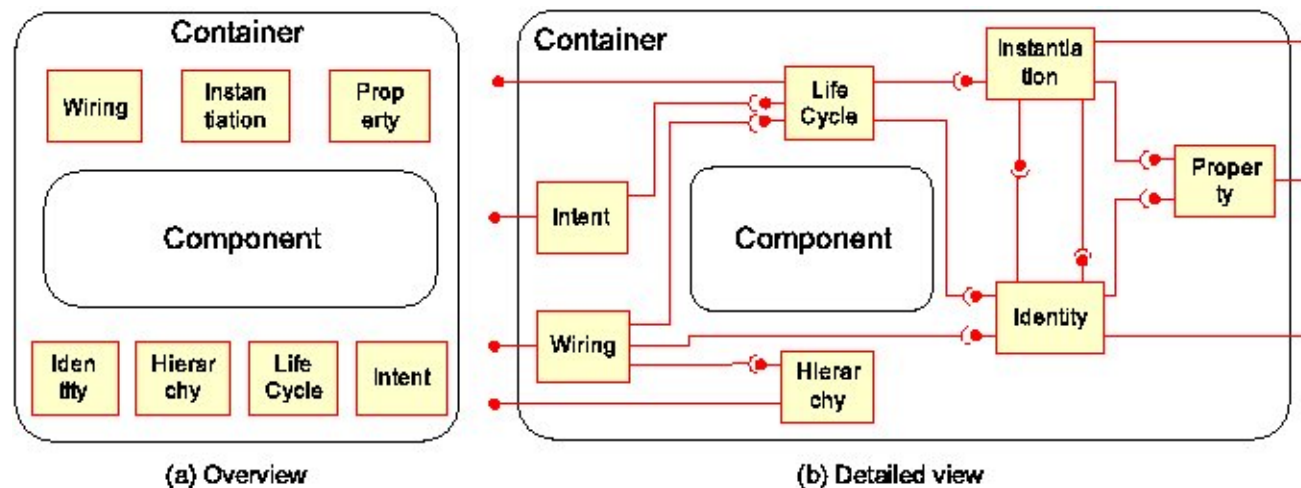 Container
Wiring
Instan
tiation
Prop
erty
Component
Iden
tity
Hierar
chy
Life
Cycle
Intent
(a) Overview
Container
Instantia
tion
Life
Cycle
Proper
ty
Intent
Component
Identity
Wiring
Hierar
chy
(b) Detailed view